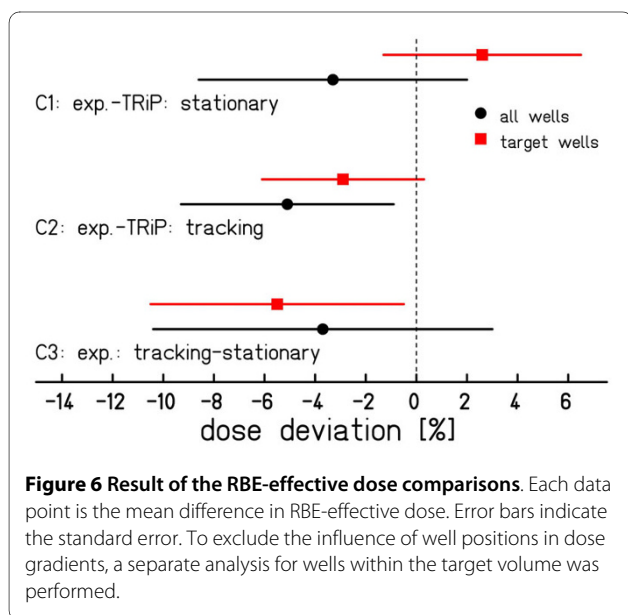 C1: exp.-TRiP: stationary
all wells
target wells
C2: exp.-TRiP: tracking
C3: exp.: tracking-stationary
-14 -12 -10 -8 -6 -4 -2 0 2 4 6
dose deviation [%]
Figure 6 Result of the RBE-effective dose comparisons. Each data
point is the mean difference in RBE-effective dose. Error bars indicate
the standard error. To exclude the influence of well positions in dose
gradients, a separate analysis for wells within the target volume was
performed.